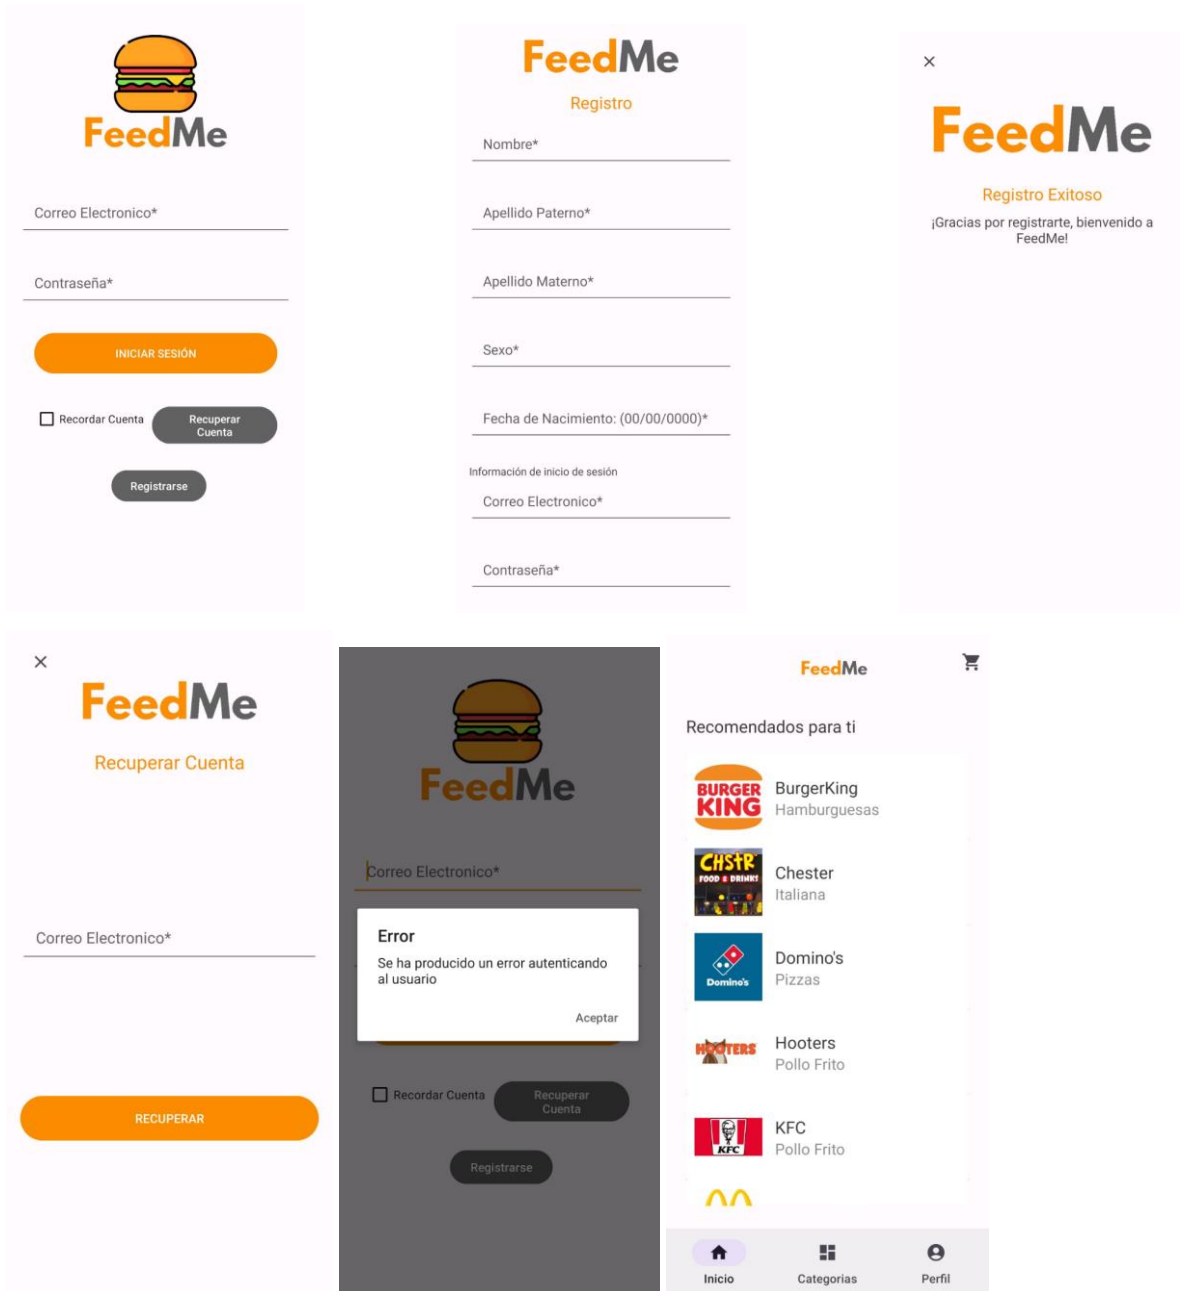 FeedMe
Correo Electronico*
Contraseña*
INICIAR SESIÓN
Recordar Cuenta
Recuperar
Cuenta
Registrarse
FeedMe
Registro
Nombre*
Apellido Paterno*
Apellido Materno*
Sexo*
Fecha de Nacimiento: (00/00/0000)*
Información de inicio de sesión
Correo Electronico*
Contraseña*
FeedMe
Registro Exitoso
¡Gracias por registrarte, bienvenido a
FeedMe!
FeedMe
Recuperar Cuenta
Correo Electronico*
RECUPERAR
FeedMe
Correo Electronico*
Error
Se ha producido un error autenticando
al usuario
Aceptar
Recordar Cuenta
Recuperar
Cuenta
Registrarse
FeedMe
Recomendados para ti
BURGER
KING
BurgerKing
Hamburguesas
CHSTR
FOOD & DRINKS
Chester
Italiana
Domino's
Domino's
Pizzas
HOOTERS
Hooters
Pollo Frito
KFC
KFC
Pollo Frito
Inicio
Categorias
Perfil